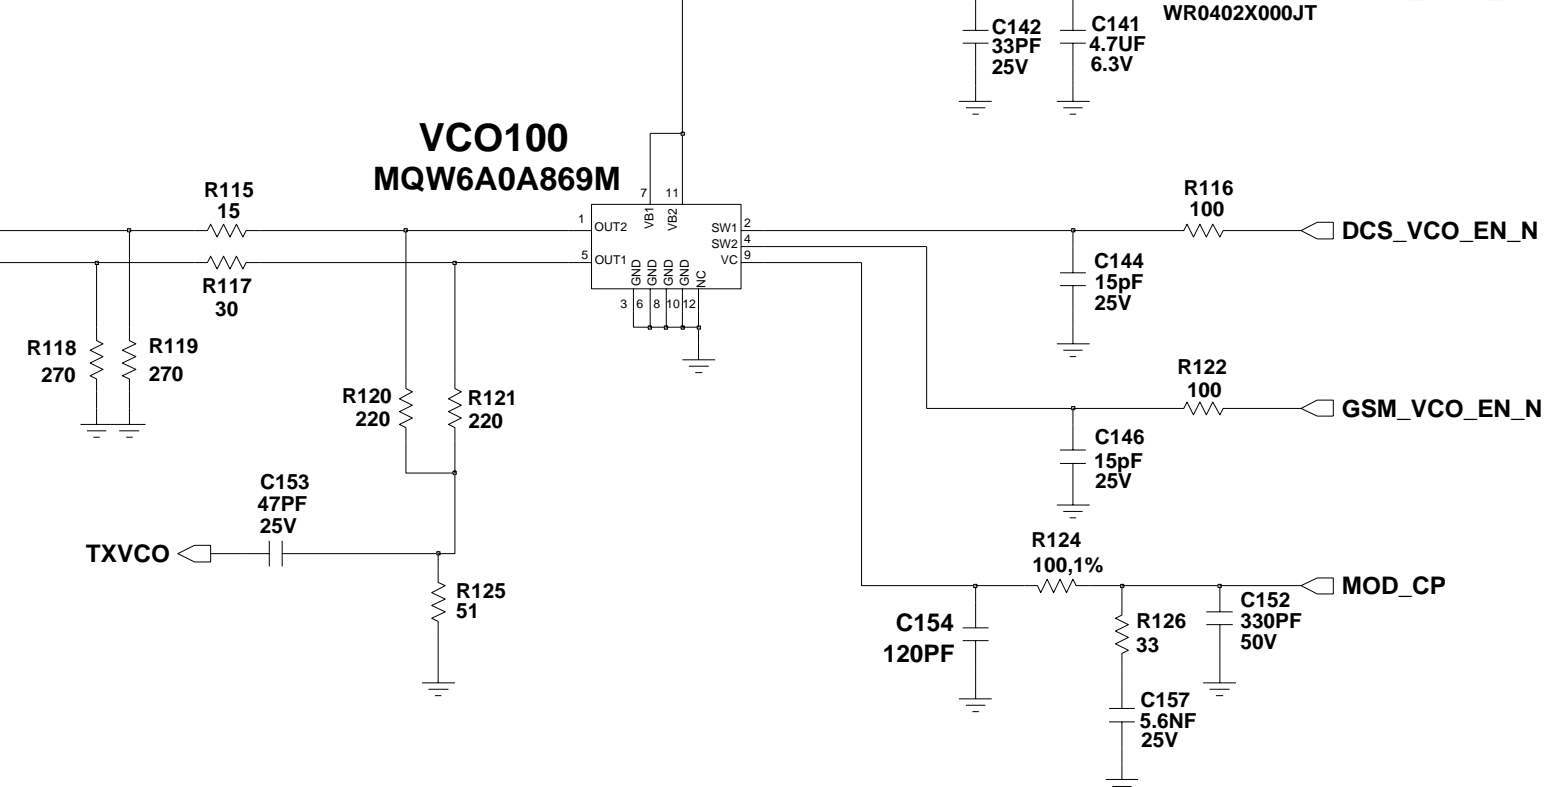 WR0402X000JT
C142
33PF
25V
C141
4.7UF
6.3V
VCO100
MQW6A0A869M
R115
15
R117
30
R118
270
R119
270
R120
220
R121
220
C153
47PF
25V
TXVCO
R125
51
7
11
VB1
VB2
1
OUT2
5
OUT1
SW1
2
SW2
4
VC
9
GND
GND
GND
GND
NC
3
6
8
10
12
R116
100
DCS_VCO_EN_N
C144
15pF
25V
R122
100
GSM_VCO_EN_N
C146
15pF
25V
R124
100,1%
MOD_CP
C154
120PF
R126
33
C152
330PF
50V
C157
5.6NF
25V